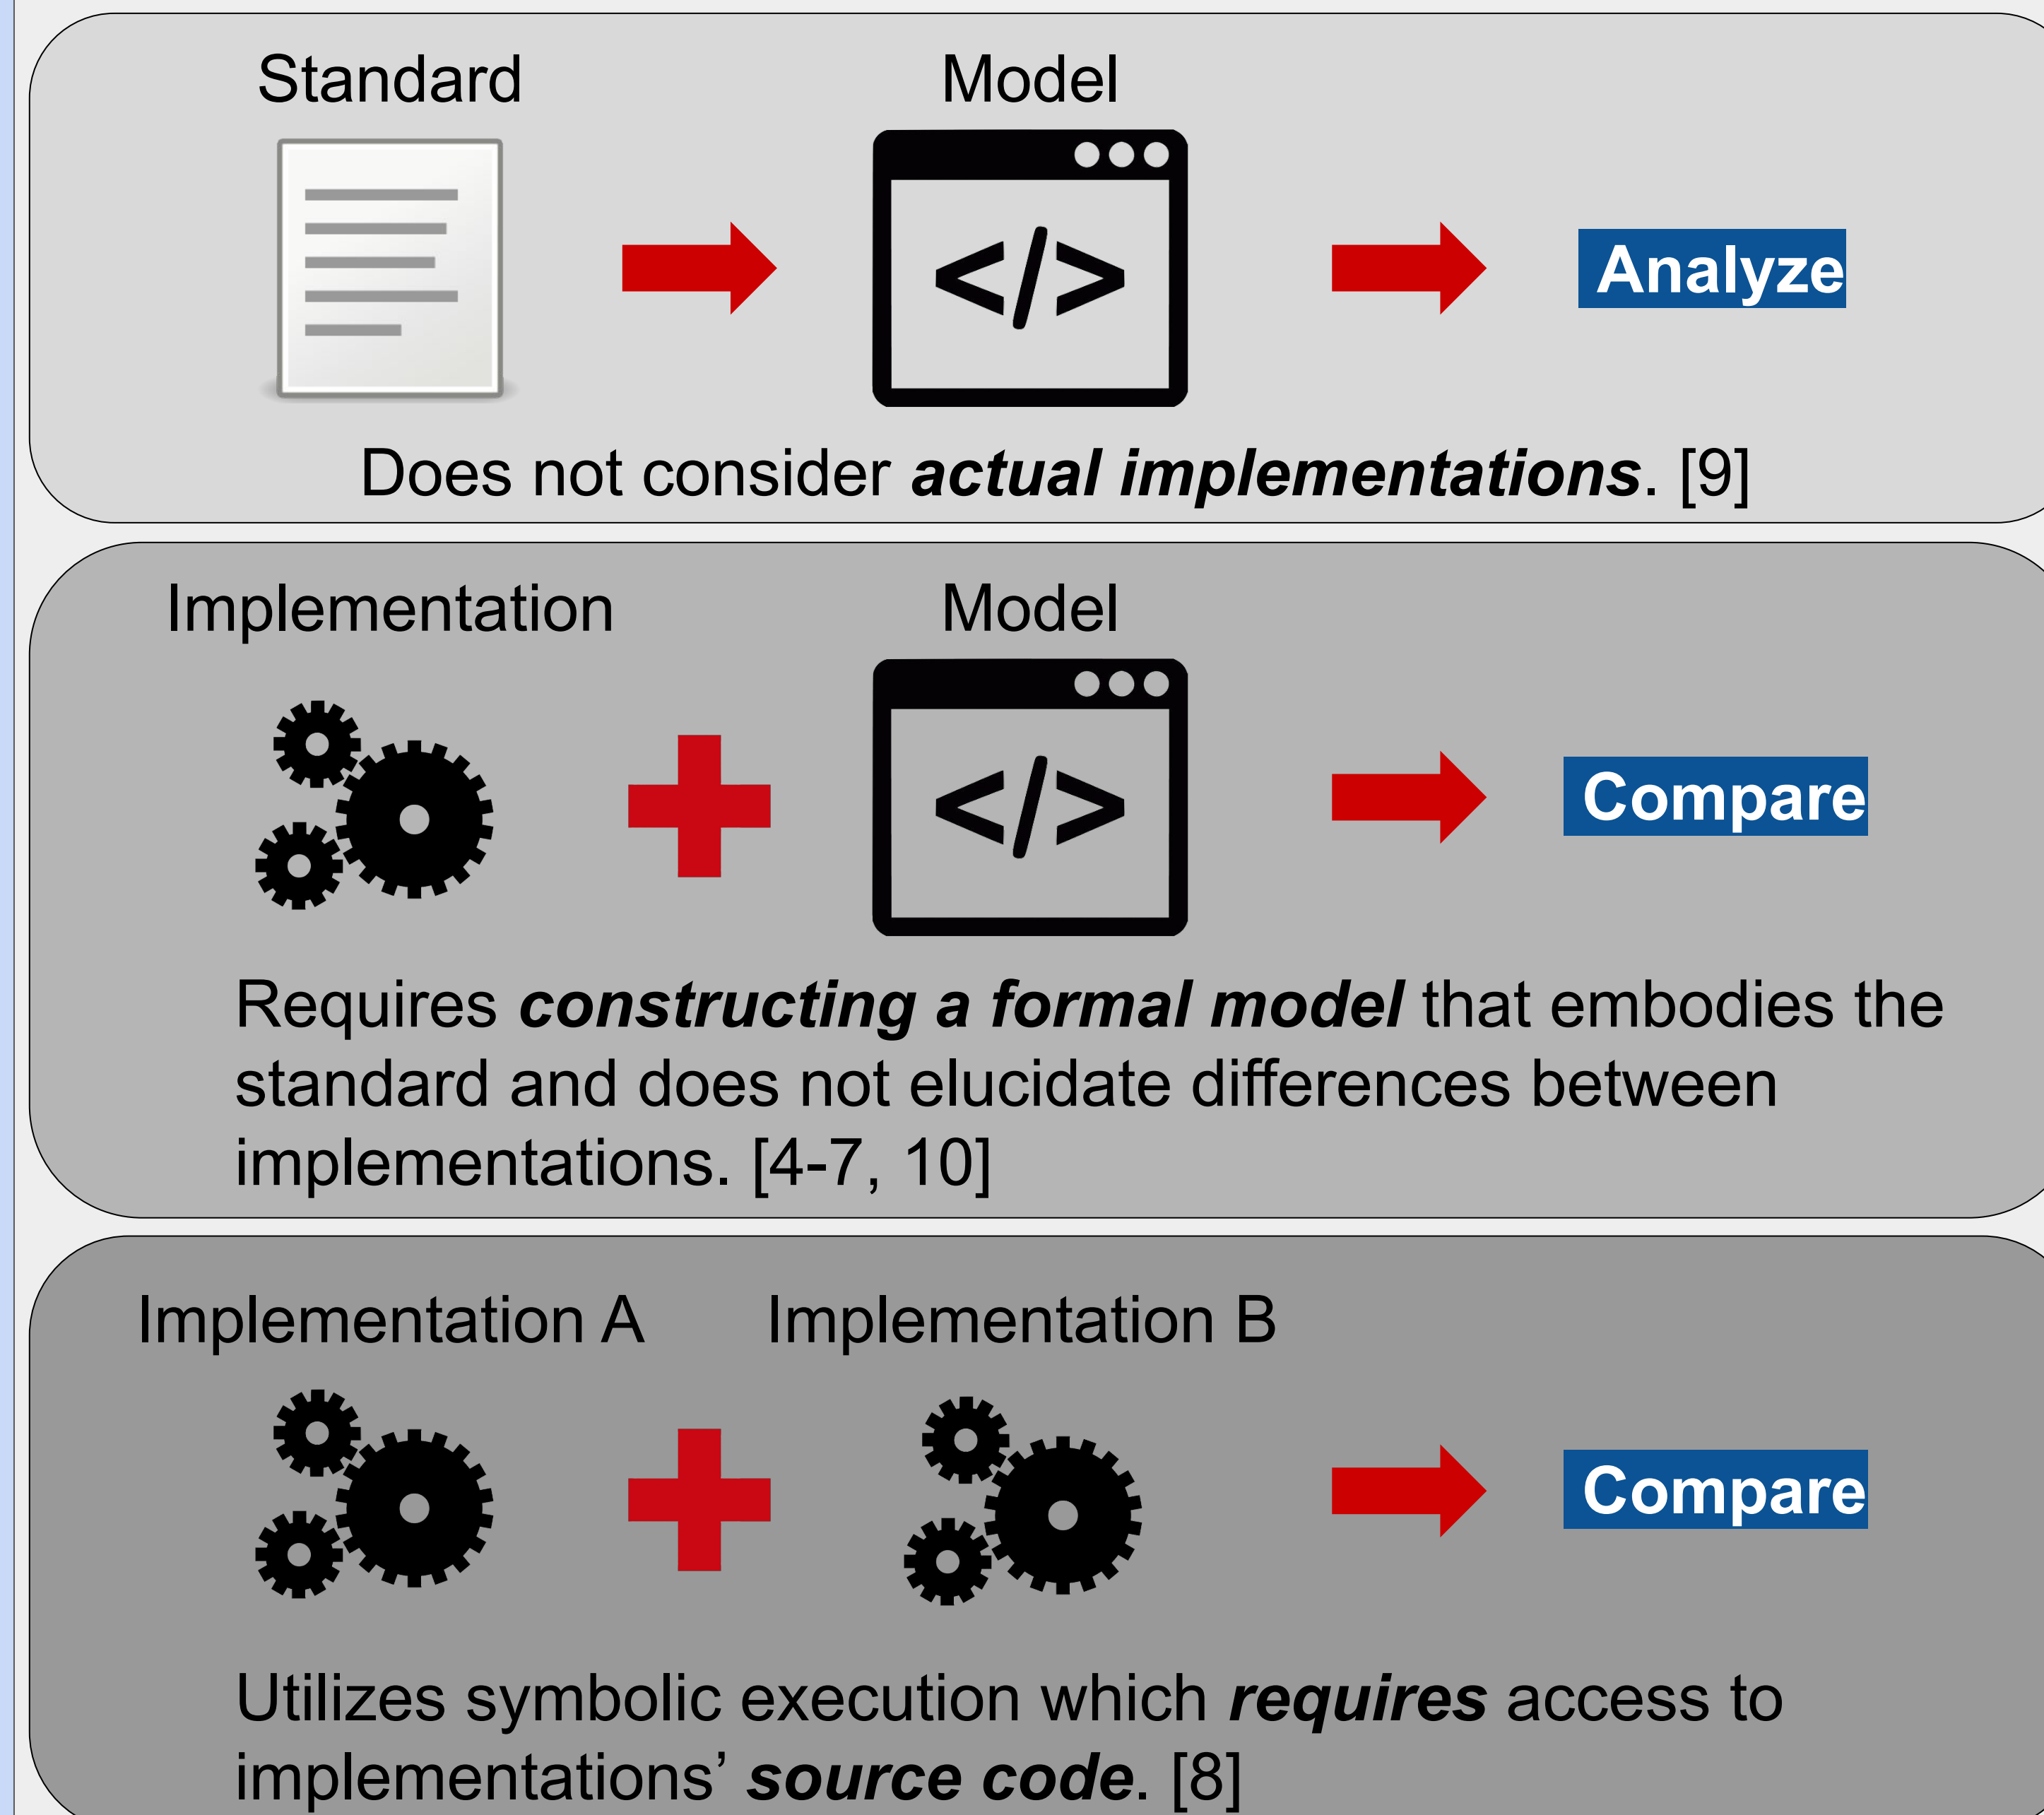 Standard Model
</>
Analyze
Does not consider actual implementations. [9]
Implementation Model
</>
Compare
Requires constructing a formal model that embodies the
standard and does not elucidate differences between
implementations. [4-7, 10]
Implementation A Implementation B
Compare
Utilizes symbolic execution which requires access to
implementations’ source code. [8]